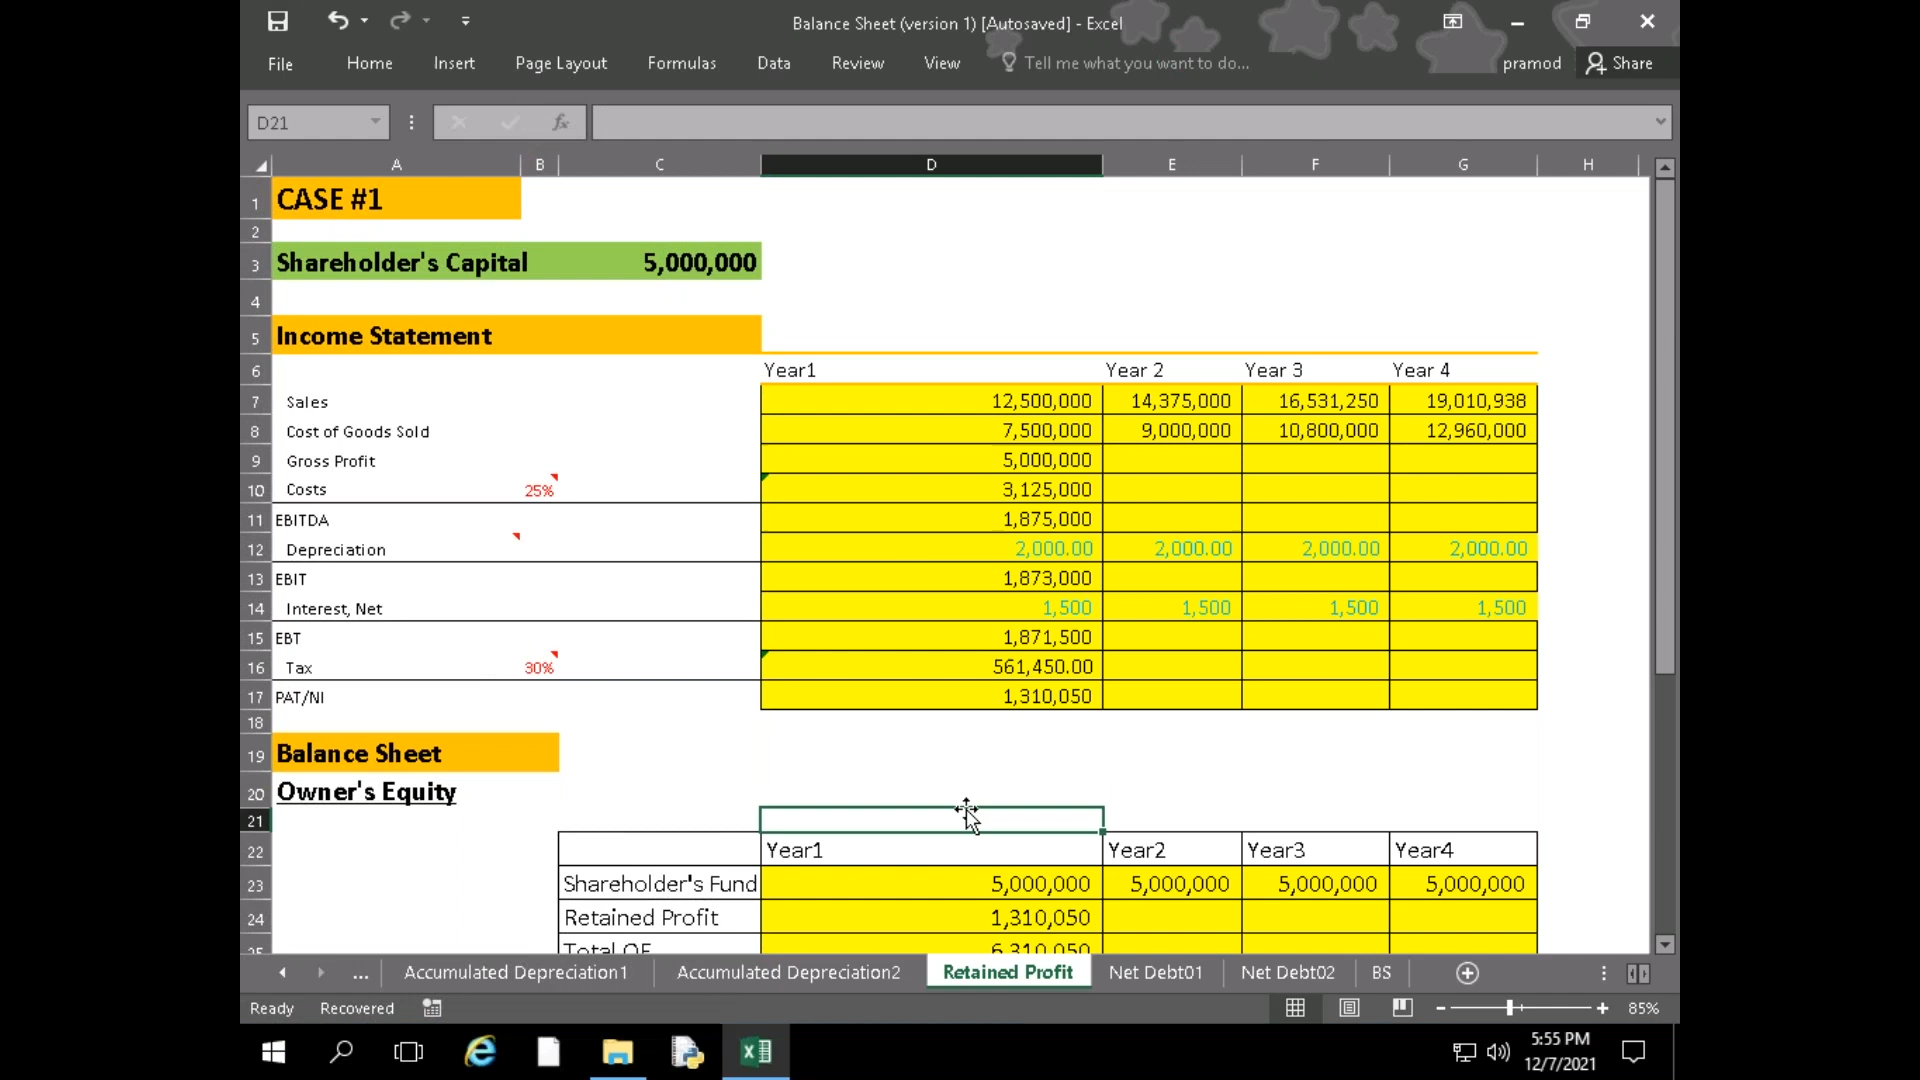 Balance Sheet (version 1) [Autosaved] - Excel
File Home Insert Page Layout Formulas Data Review View Tell me what you want to do... pramod Share
D21 fx
A B C D E F G H
1 CASE #1
2
3 Shareholder's Capital 5,000,000
4
5 Income Statement
6 Year1 Year 2 Year 3 Year 4
7 Sales 12,500,000 14,375,000 16,531,250 19,010,938
8 Cost of Goods Sold 7,500,000 9,000,000 10,800,000 12,960,000
9 Gross Profit 5,000,000
10 Costs 25% 3,125,000
11 EBITDA 1,875,000
12 Depreciation 2,000.00 2,000.00 2,000.00 2,000.00
13 EBIT 1,873,000
14 Interest, Net 1,500 1,500 1,500 1,500
15 EBT 1,871,500
16 Tax 30% 561,450.00
17 PAT/NI 1,310,050
18
19 Balance Sheet
20 Owner's Equity
21
22 Year1 Year2 Year3 Year4
23 Shareholder's Fund 5,000,000 5,000,000 5,000,000 5,000,000
24 Retained Profit 1,310,050
25 Total OE 6,310,050
... Accumulated Depreciation1 Accumulated Depreciation2 Retained Profit Net Debt01 Net Debt02 BS
Ready Recovered 85%
5:55 PM
12/7/2021